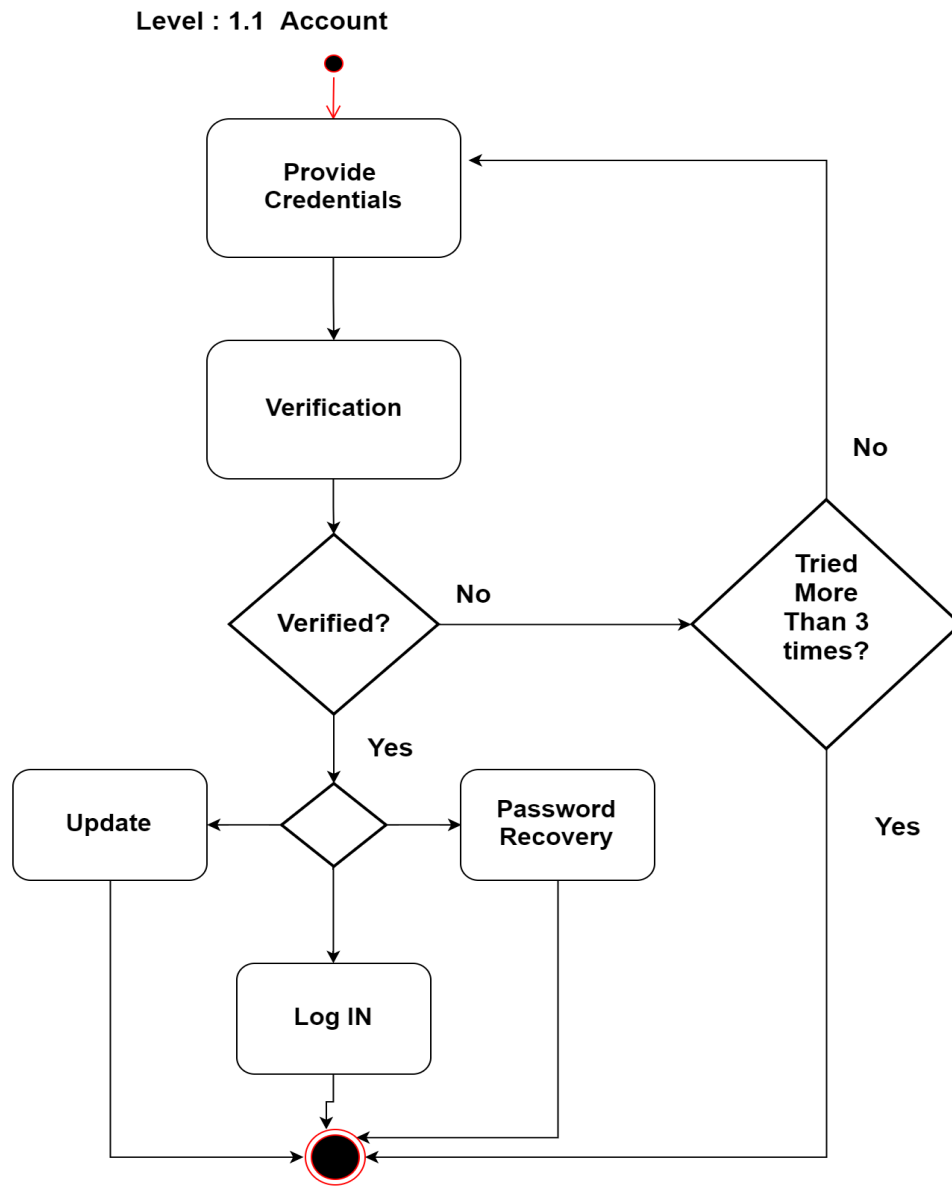 Level : 1.1  Account
Provide
Credentials
Verification
No
Tried
More
Than 3
times?
No
Verified?
Yes
Update
Password
Recovery
Yes
Log IN